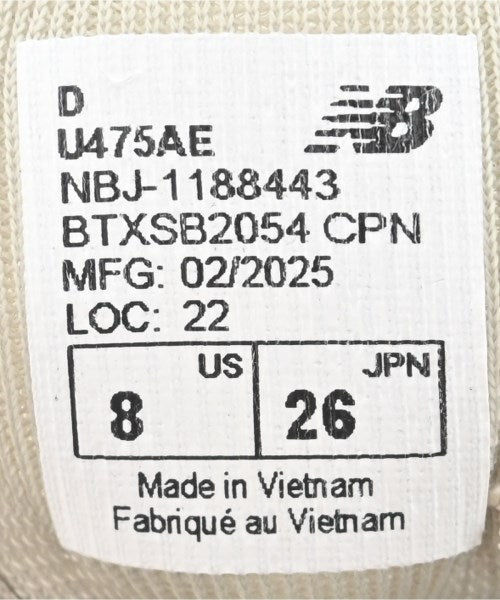 D
U475AE
NB
NBJ-1188443
BTXSB2054 CPN
MFG: 02/2025
LOC: 22
US
8
JPN
26
Made in Vietnam
Fabriqué au Vietnam